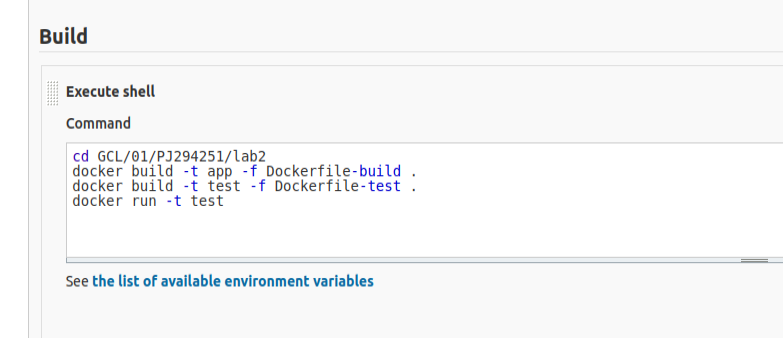 Build
Execute shell
Command
cd GCL/01/PJ294251/lab2
docker build -t app -f Dockerfile-build .
docker build -t test -f Dockerfile-test .
docker run -t test
See the list of available environment variables